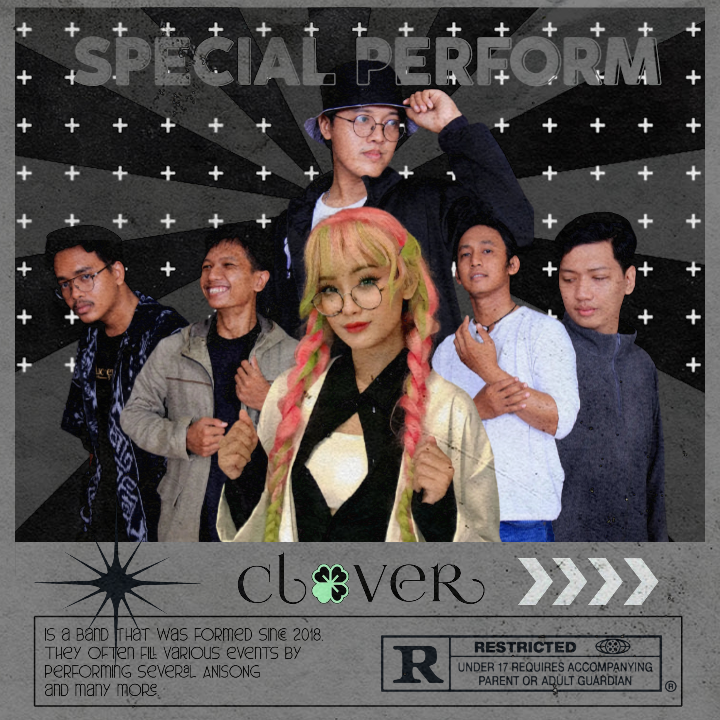 SPECIAL PERFORM
CLOVER
IS A BAND THAT WAS FORMED SINCE 2018.
THEY OFTEN FILL VARIOUS EVENTS BY
PERFORMING SEVERAL ANISONG
AND MANY MORE
R
RESTRICTED
UNDER 17 REQUIRES ACCOMPANYING
PARENT OR ADULT GUARDIAN
®